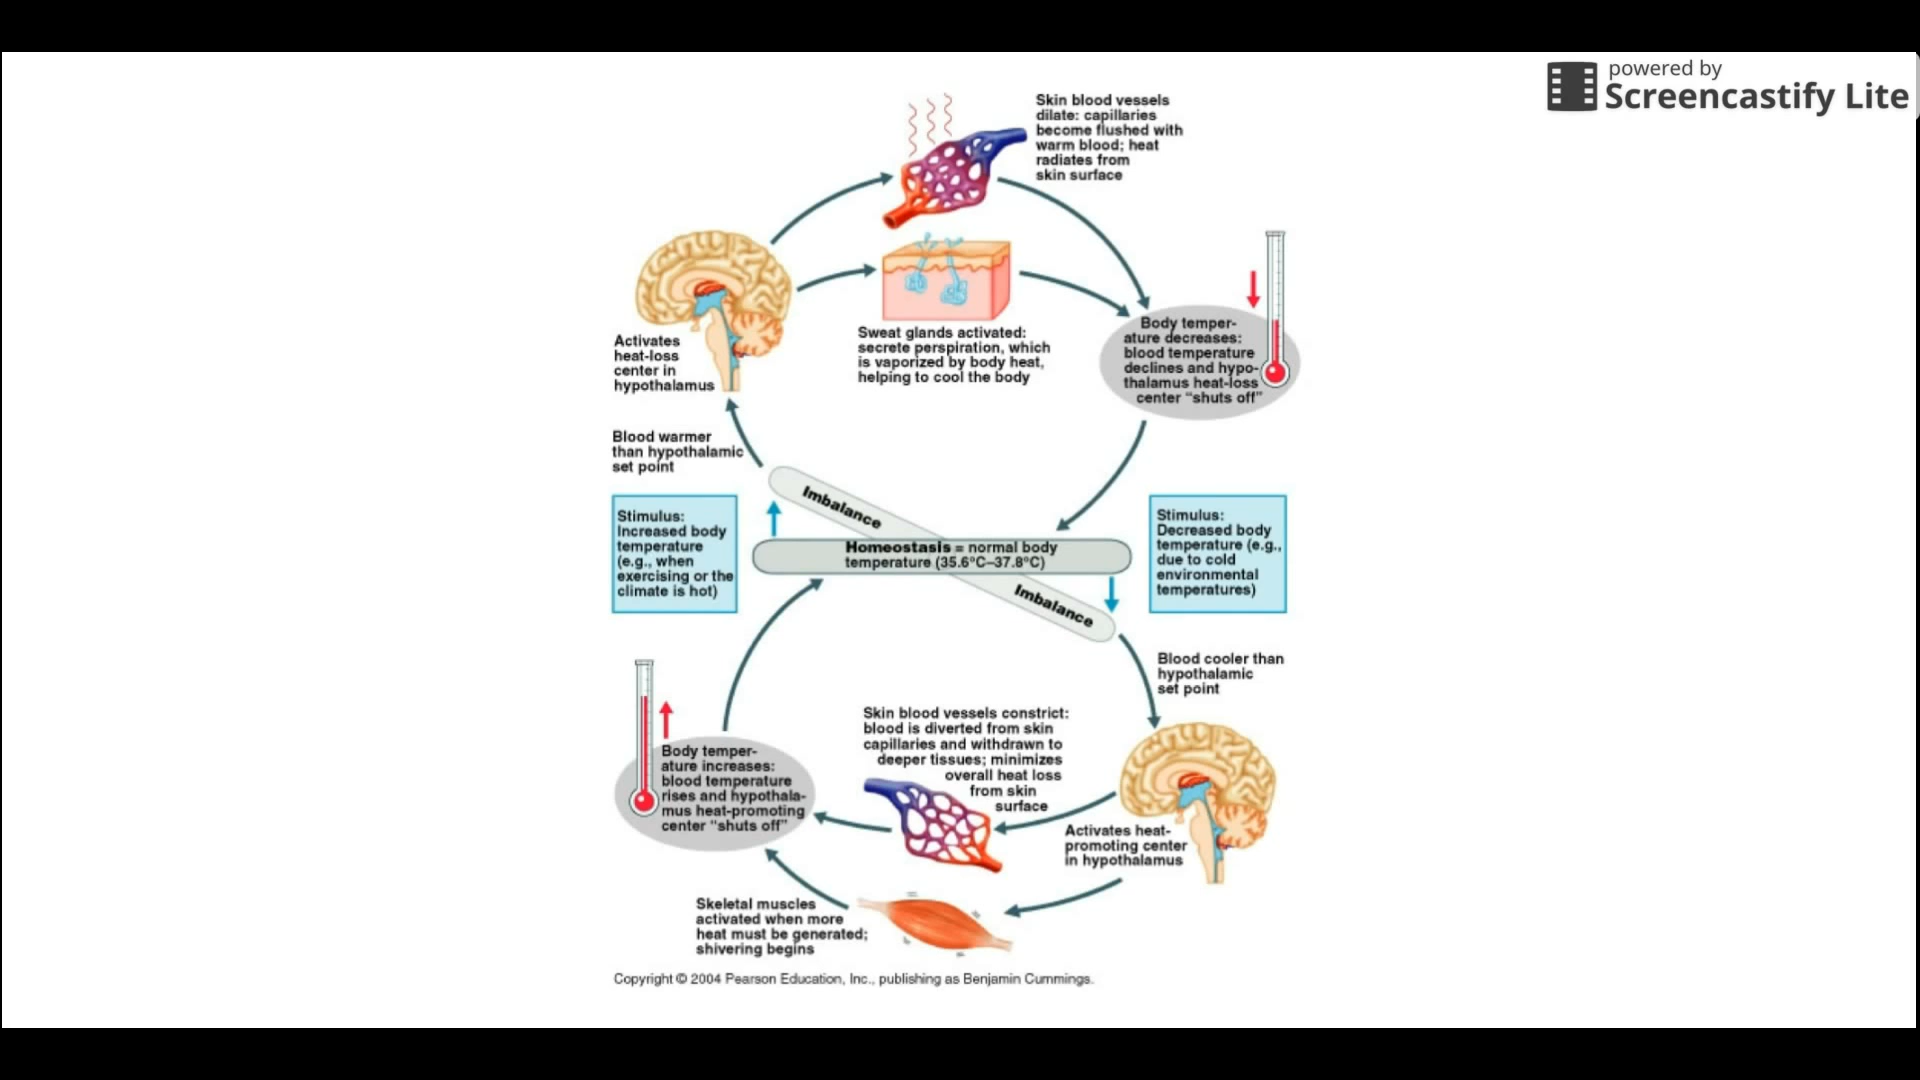 powered by
Screencastify Lite
Skin blood vessels
dilate: capillaries
become flushed with
warm blood; heat
radiates from
skin surface
Activates
heat-loss
center in
hypothalamus
Sweat glands activated:
secrete perspiration, which
is vaporized by body heat,
helping to cool the body
Body temper-
ature decreases:
blood temperature
declines and hypo-
thalamus heat-loss
center “shuts off”
Blood warmer
than hypothalamic
set point
Stimulus:
Increased body
temperature
(e.g., when
exercising or the
climate is hot)
Imbalance
Homeostasis = normal body
temperature (35.6°C–37.8°C)
Imbalance
Stimulus:
Decreased body
temperature (e.g.,
due to cold
environmental
temperatures)
Blood cooler than
hypothalamic
set point
Skin blood vessels constrict:
blood is diverted from skin
capillaries and withdrawn to
deeper tissues; minimizes
overall heat loss
from skin
surface
Body temper-
ature increases:
blood temperature
rises and hypothala-
mus heat-promoting
center “shuts off”
Activates heat-
promoting center
in hypothalamus
Skeletal muscles
activated when more
heat must be generated;
shivering begins
Copyright © 2004 Pearson Education, Inc., publishing as Benjamin Cummings.